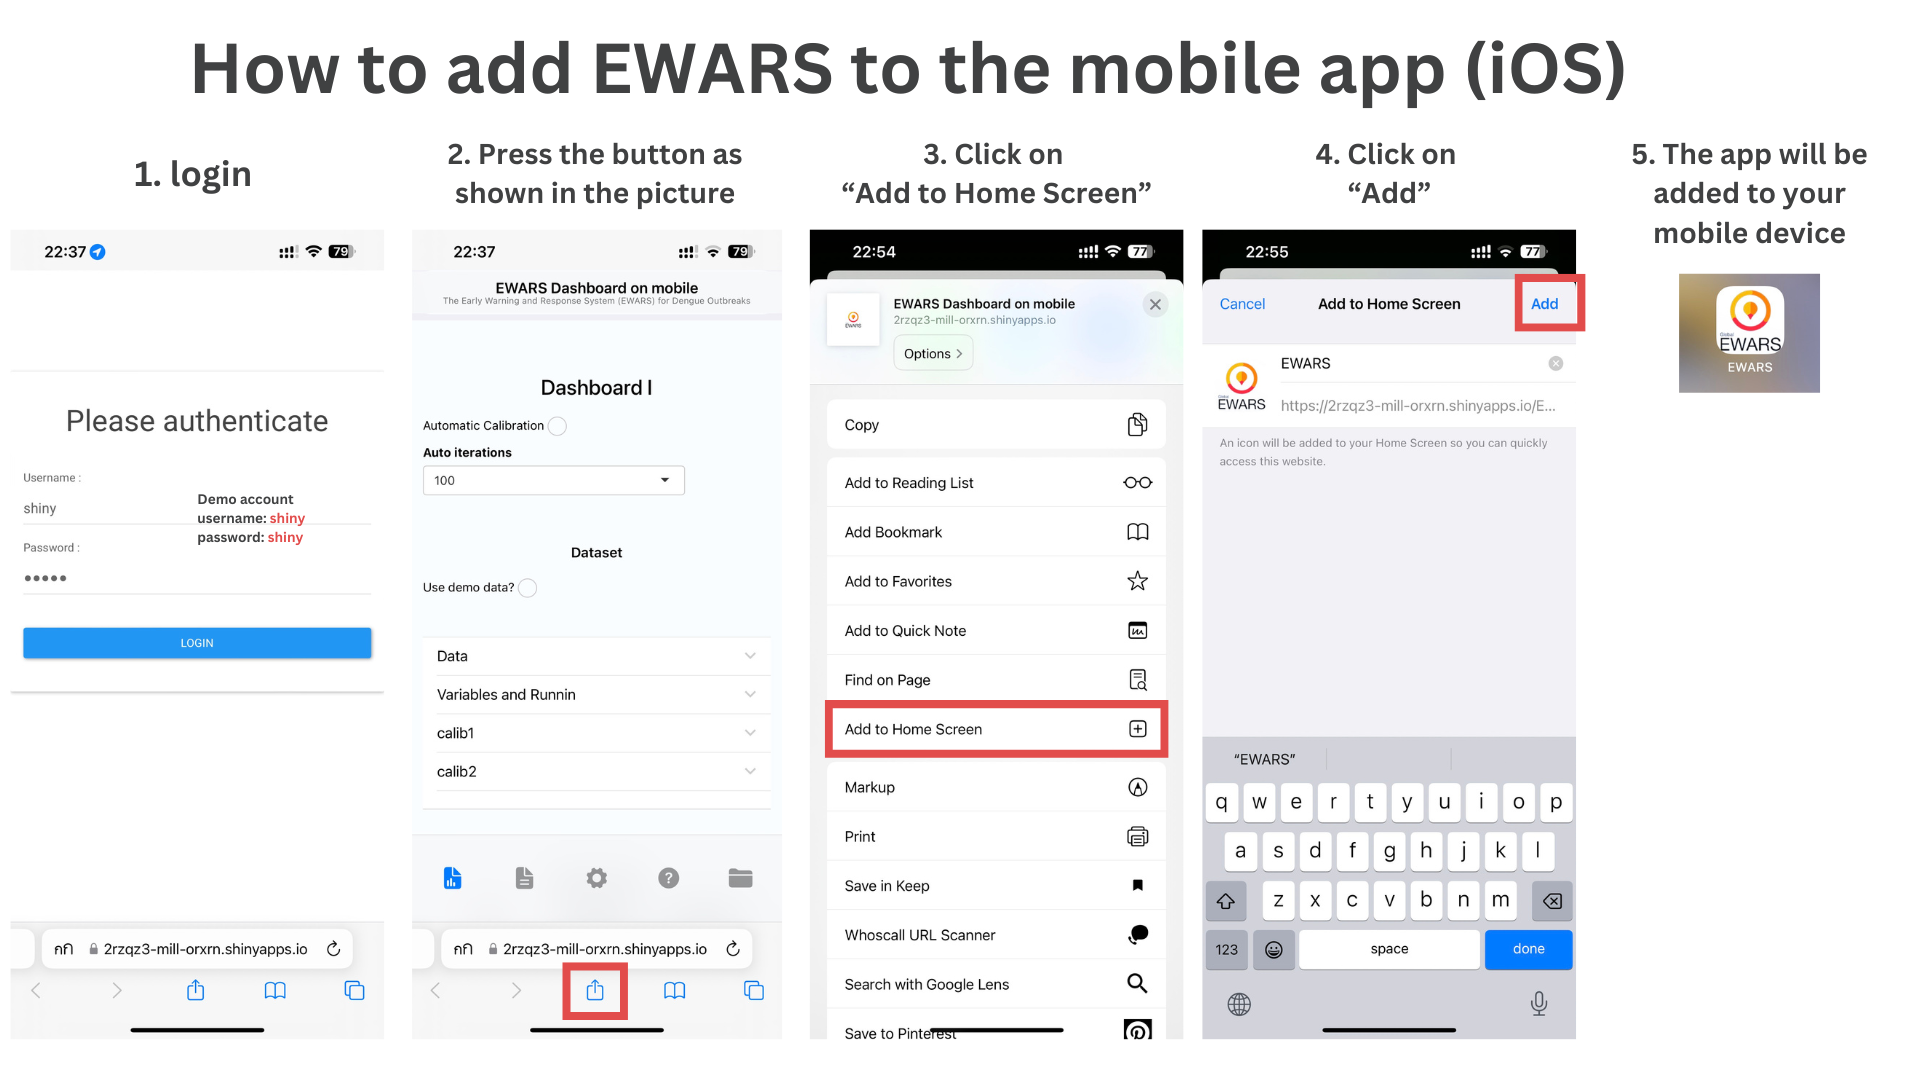 How to add EWARS to the mobile app (iOS)
1. login
22:37
79
Please authenticate
Username :
shiny
Demo account
username: shiny
password: shiny
Password :
•••••
LOGIN
กก 2rzqz3-mill-orxrn.shinyapps.io
2. Press the button as
shown in the picture
22:37
79
EWARS Dashboard on mobile
The Early Warning and Response System (EWARS) for Dengue Outbreaks
Dashboard I
Automatic Calibration
Auto iterations
100
Dataset
Use demo data?
Data
Variables and Runnin
calib1
calib2
กก 2rzqz3-mill-orxrn.shinyapps.io
3. Click on
“Add to Home Screen”
22:54
77
EWARS
EWARS Dashboard on mobile
2rzqz3-mill-orxrn.shinyapps.io
Options
Copy
Add to Reading List
Add Bookmark
Add to Favorites
Add to Quick Note
Find on Page
Add to Home Screen
Markup
Print
Save in Keep
Whoscall URL Scanner
Search with Google Lens
Save to Pinterest
4. Click on
“Add”
22:55
77
Cancel
Add to Home Screen
Add
Global
EWARS
EWARS
https://2rzqz3-mill-orxrn.shinyapps.io/E...
An icon will be added to your Home Screen so you can quickly
access this website.
“EWARS”
q w e r t y u i o p
a s d f g h j k l
z x c v b n m
123 space done
5. The app will be
added to your
mobile device
Global
EWARS
EWARS